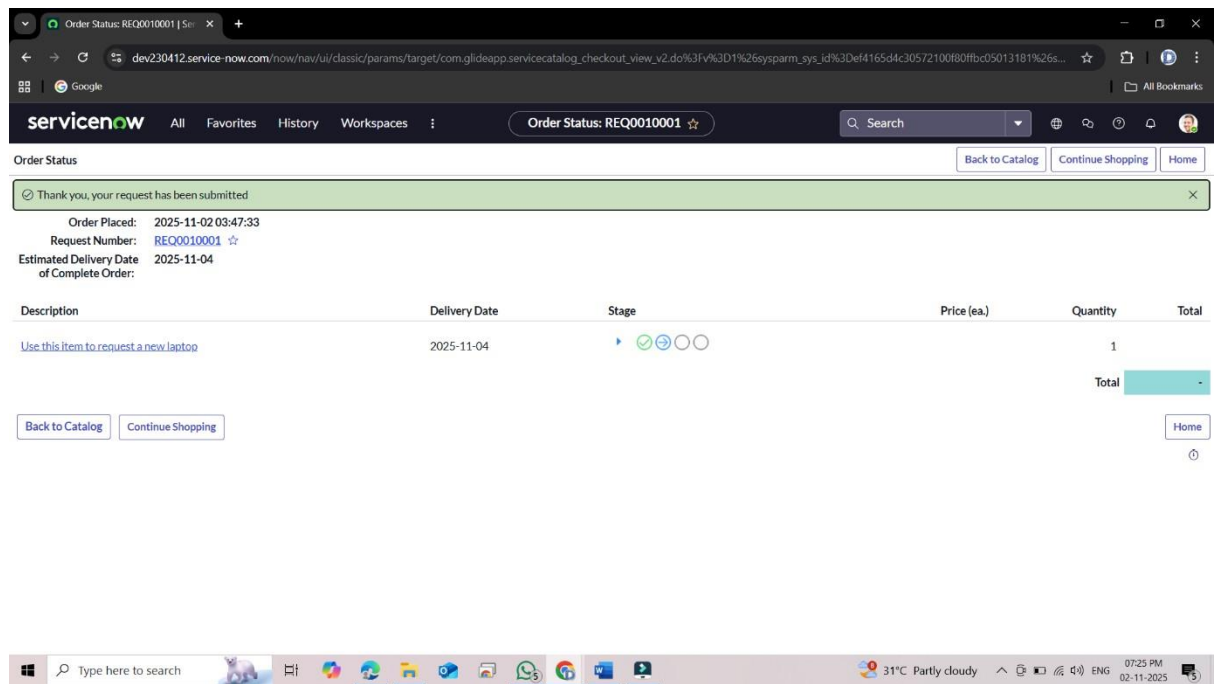 Order Status: REQ0010001 | Ser
dev230412.service-now.com/now/nav/ui/classic/params/target/com.glideapp.servicecatalog_checkout_view_v2.do%3Fv%3D1%26sysparm_sys_id%3Def4165d4c30572100f80ffbc05013181%26s...
Google
All Bookmarks
servicenow All Favorites History Workspaces Order Status: REQ0010001 Search
Order Status Back to Catalog Continue Shopping Home
Thank you, your request has been submitted
Order Placed: 2025-11-02 03:47:33
Request Number: REQ0010001
Estimated Delivery Date 2025-11-04
of Complete Order:
Description Delivery Date Stage Price (ea.) Quantity Total
Use this item to request a new laptop 2025-11-04 1
Total -
Back to Catalog Continue Shopping Home
Type here to search 31°C Partly cloudy ENG 07:25 PM
02-11-2025